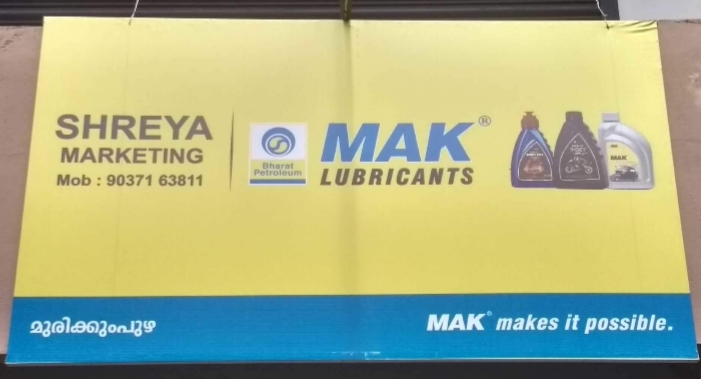 SHREYA
MARKETING
Mob : 90371 63811
Bharat
Petroleum
MAK®
LUBRICANTS
MAK
മുരിക്കുംപുഴ
MAK® makes it possible.